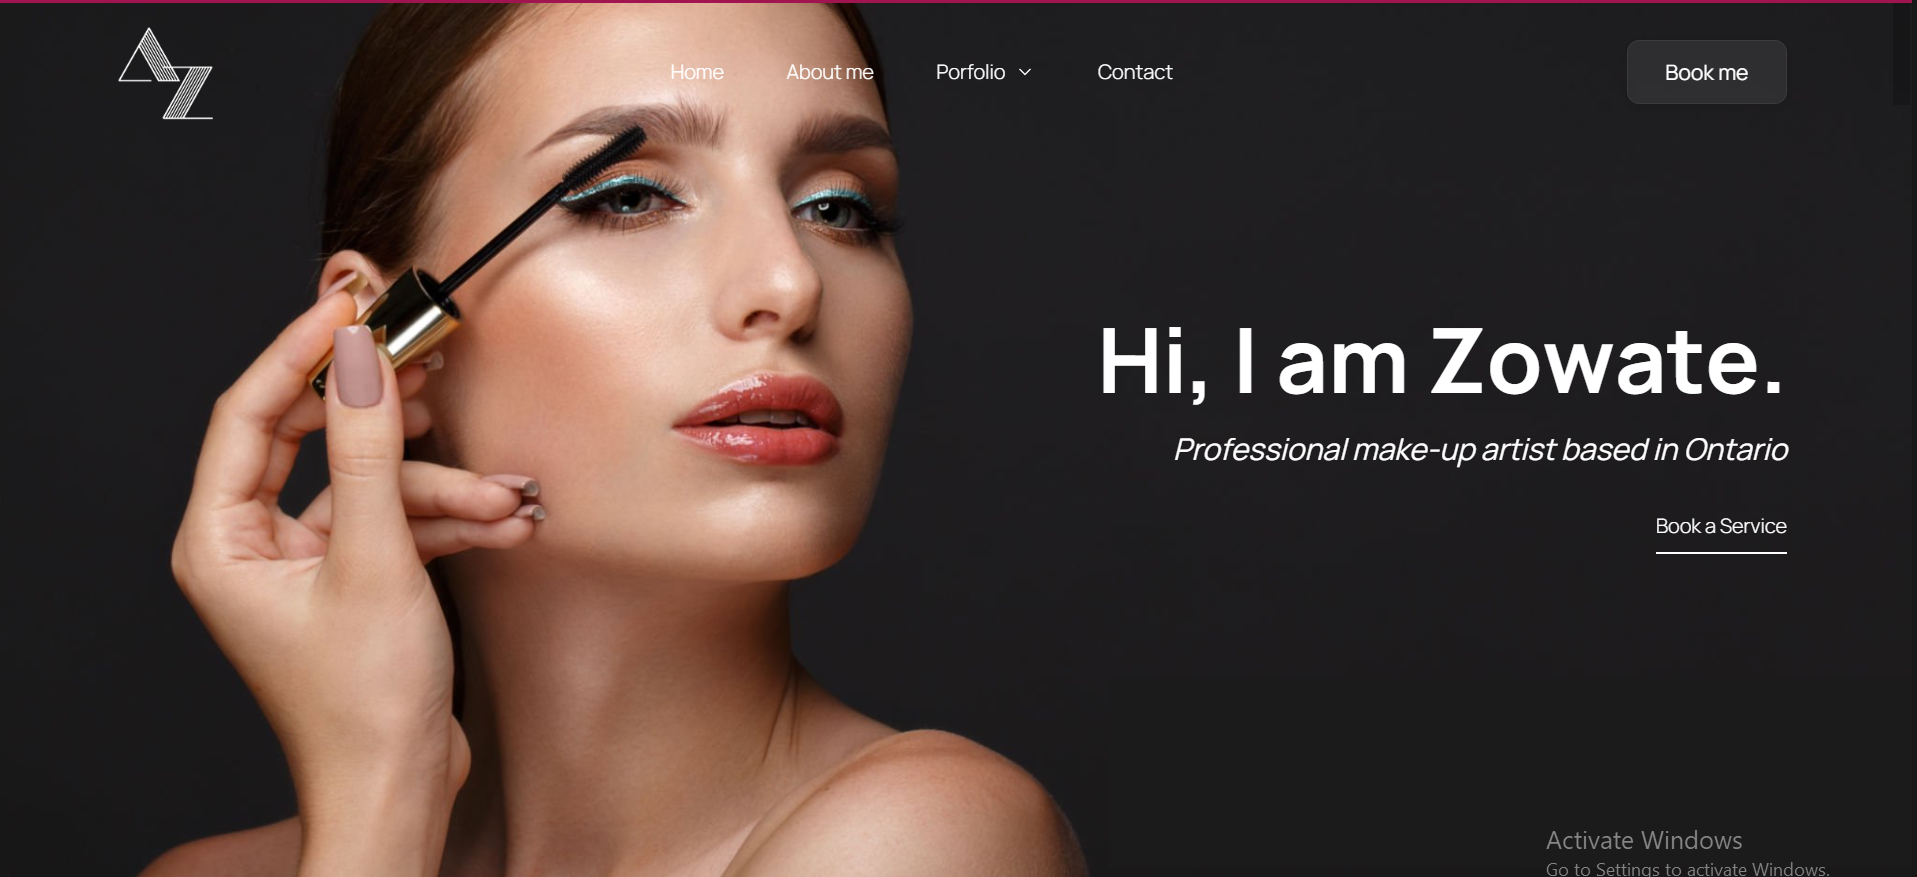 AZ
Home About me Porfolio Contact
Book me
Hi, I am Zowate.
Professional make-up artist based in Ontario
Book a Service
Activate Windows
Go to Settings to activate Windows.